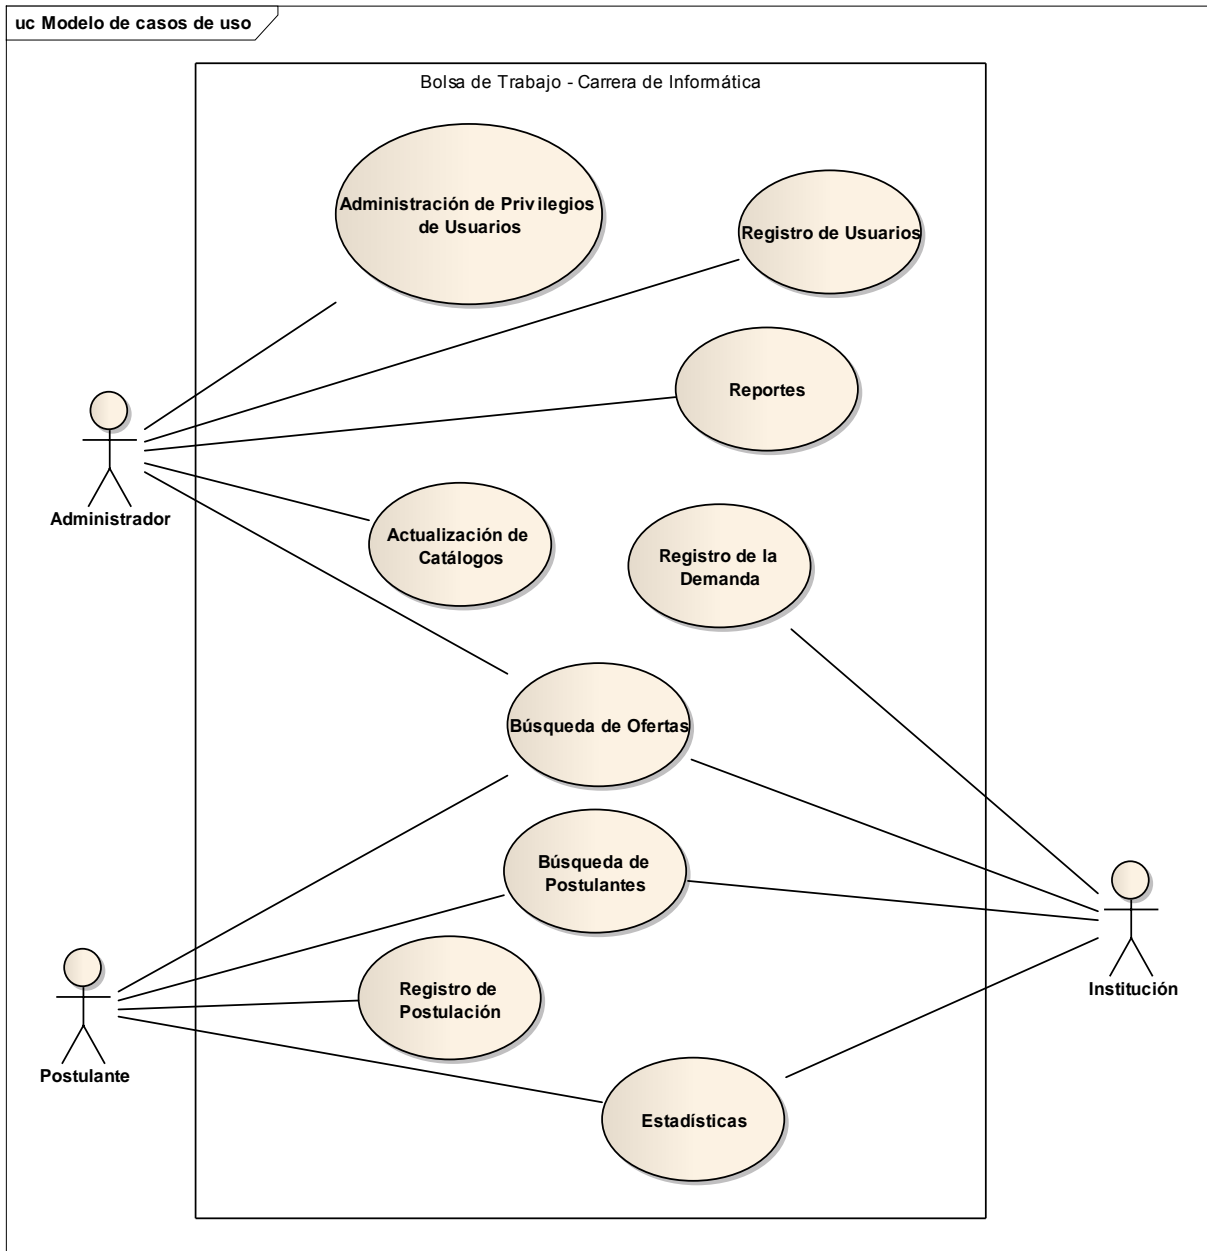 uc Modelo de casos de uso
Bolsa de Trabajo - Carrera de Informática
Administración de Privilegios
de Usuarios
Registro de Usuarios
Reportes
Administrador
Actualización de
Catálogos
Registro de la
Demanda
Búsqueda de Ofertas
Búsqueda de
Postulantes
Institución
Registro de
Postulación
Postulante
Estadísticas